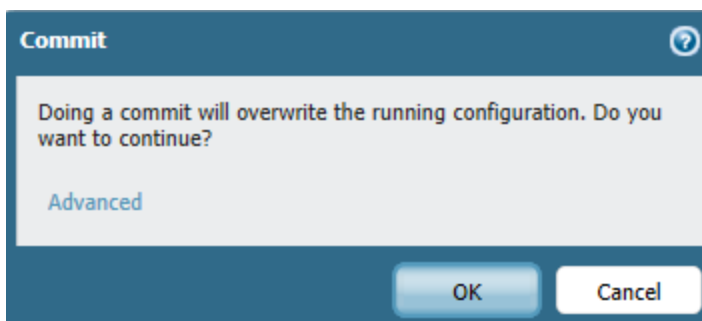 Commit
Doing a commit will overwrite the running configuration. Do you
want to continue?
Advanced
OK
Cancel